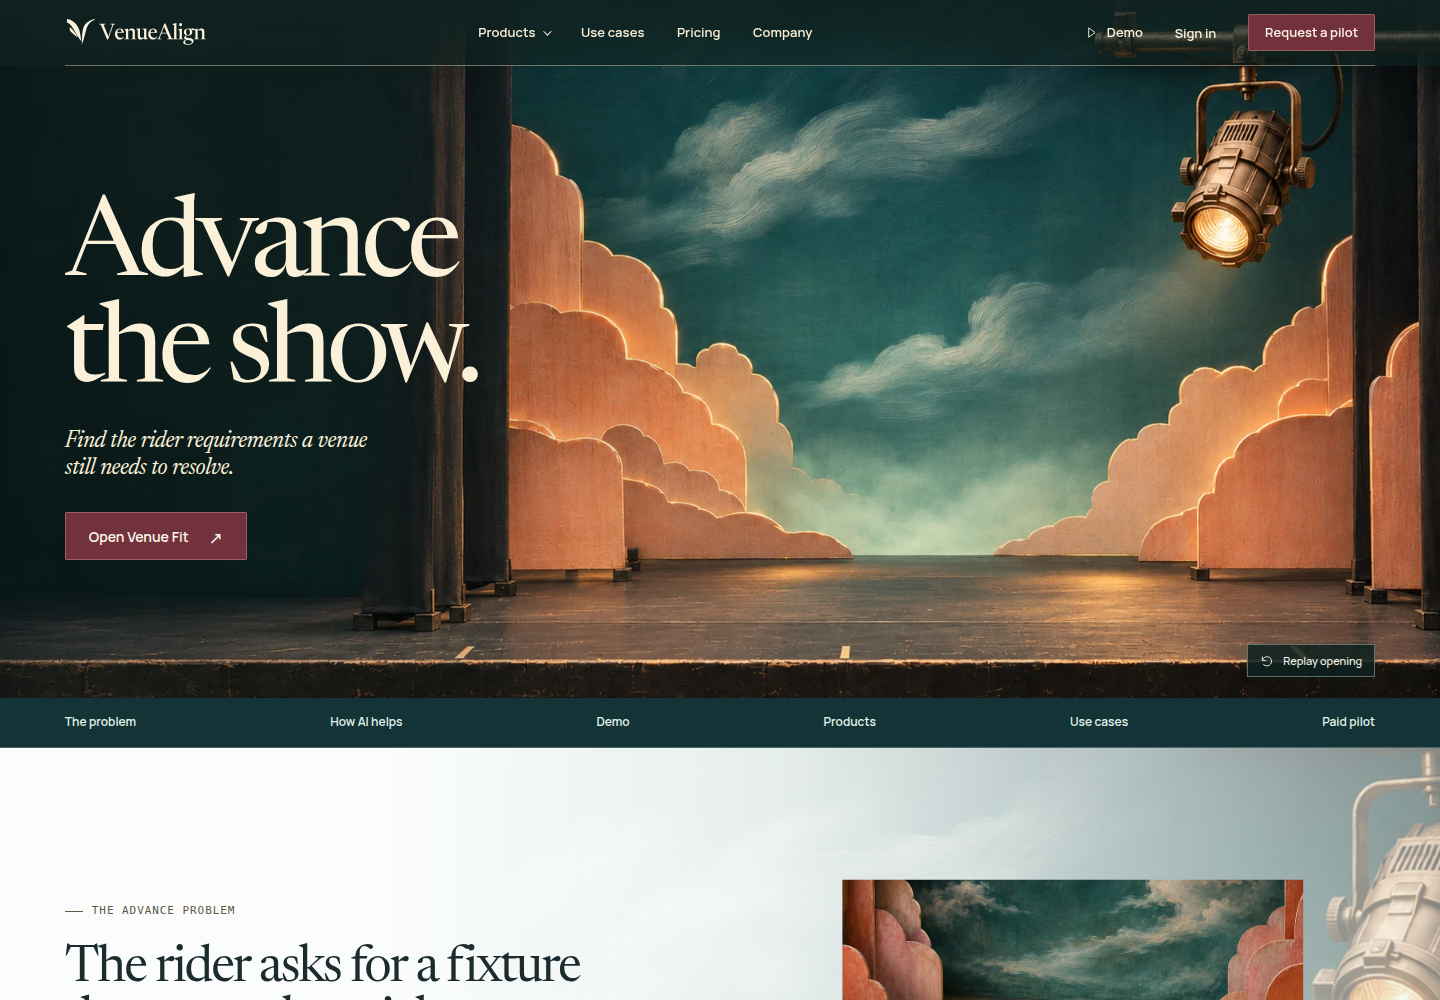 VenueAlign
Products
Use cases
Pricing
Company
Demo
Sign in
Request a pilot
Advance
the show.
Find the rider requirements a venue
still needs to resolve.
Open Venue Fit ↗
Replay opening
The problem
How AI helps
Demo
Products
Use cases
Paid pilot
THE ADVANCE PROBLEM
The rider asks for a fixture